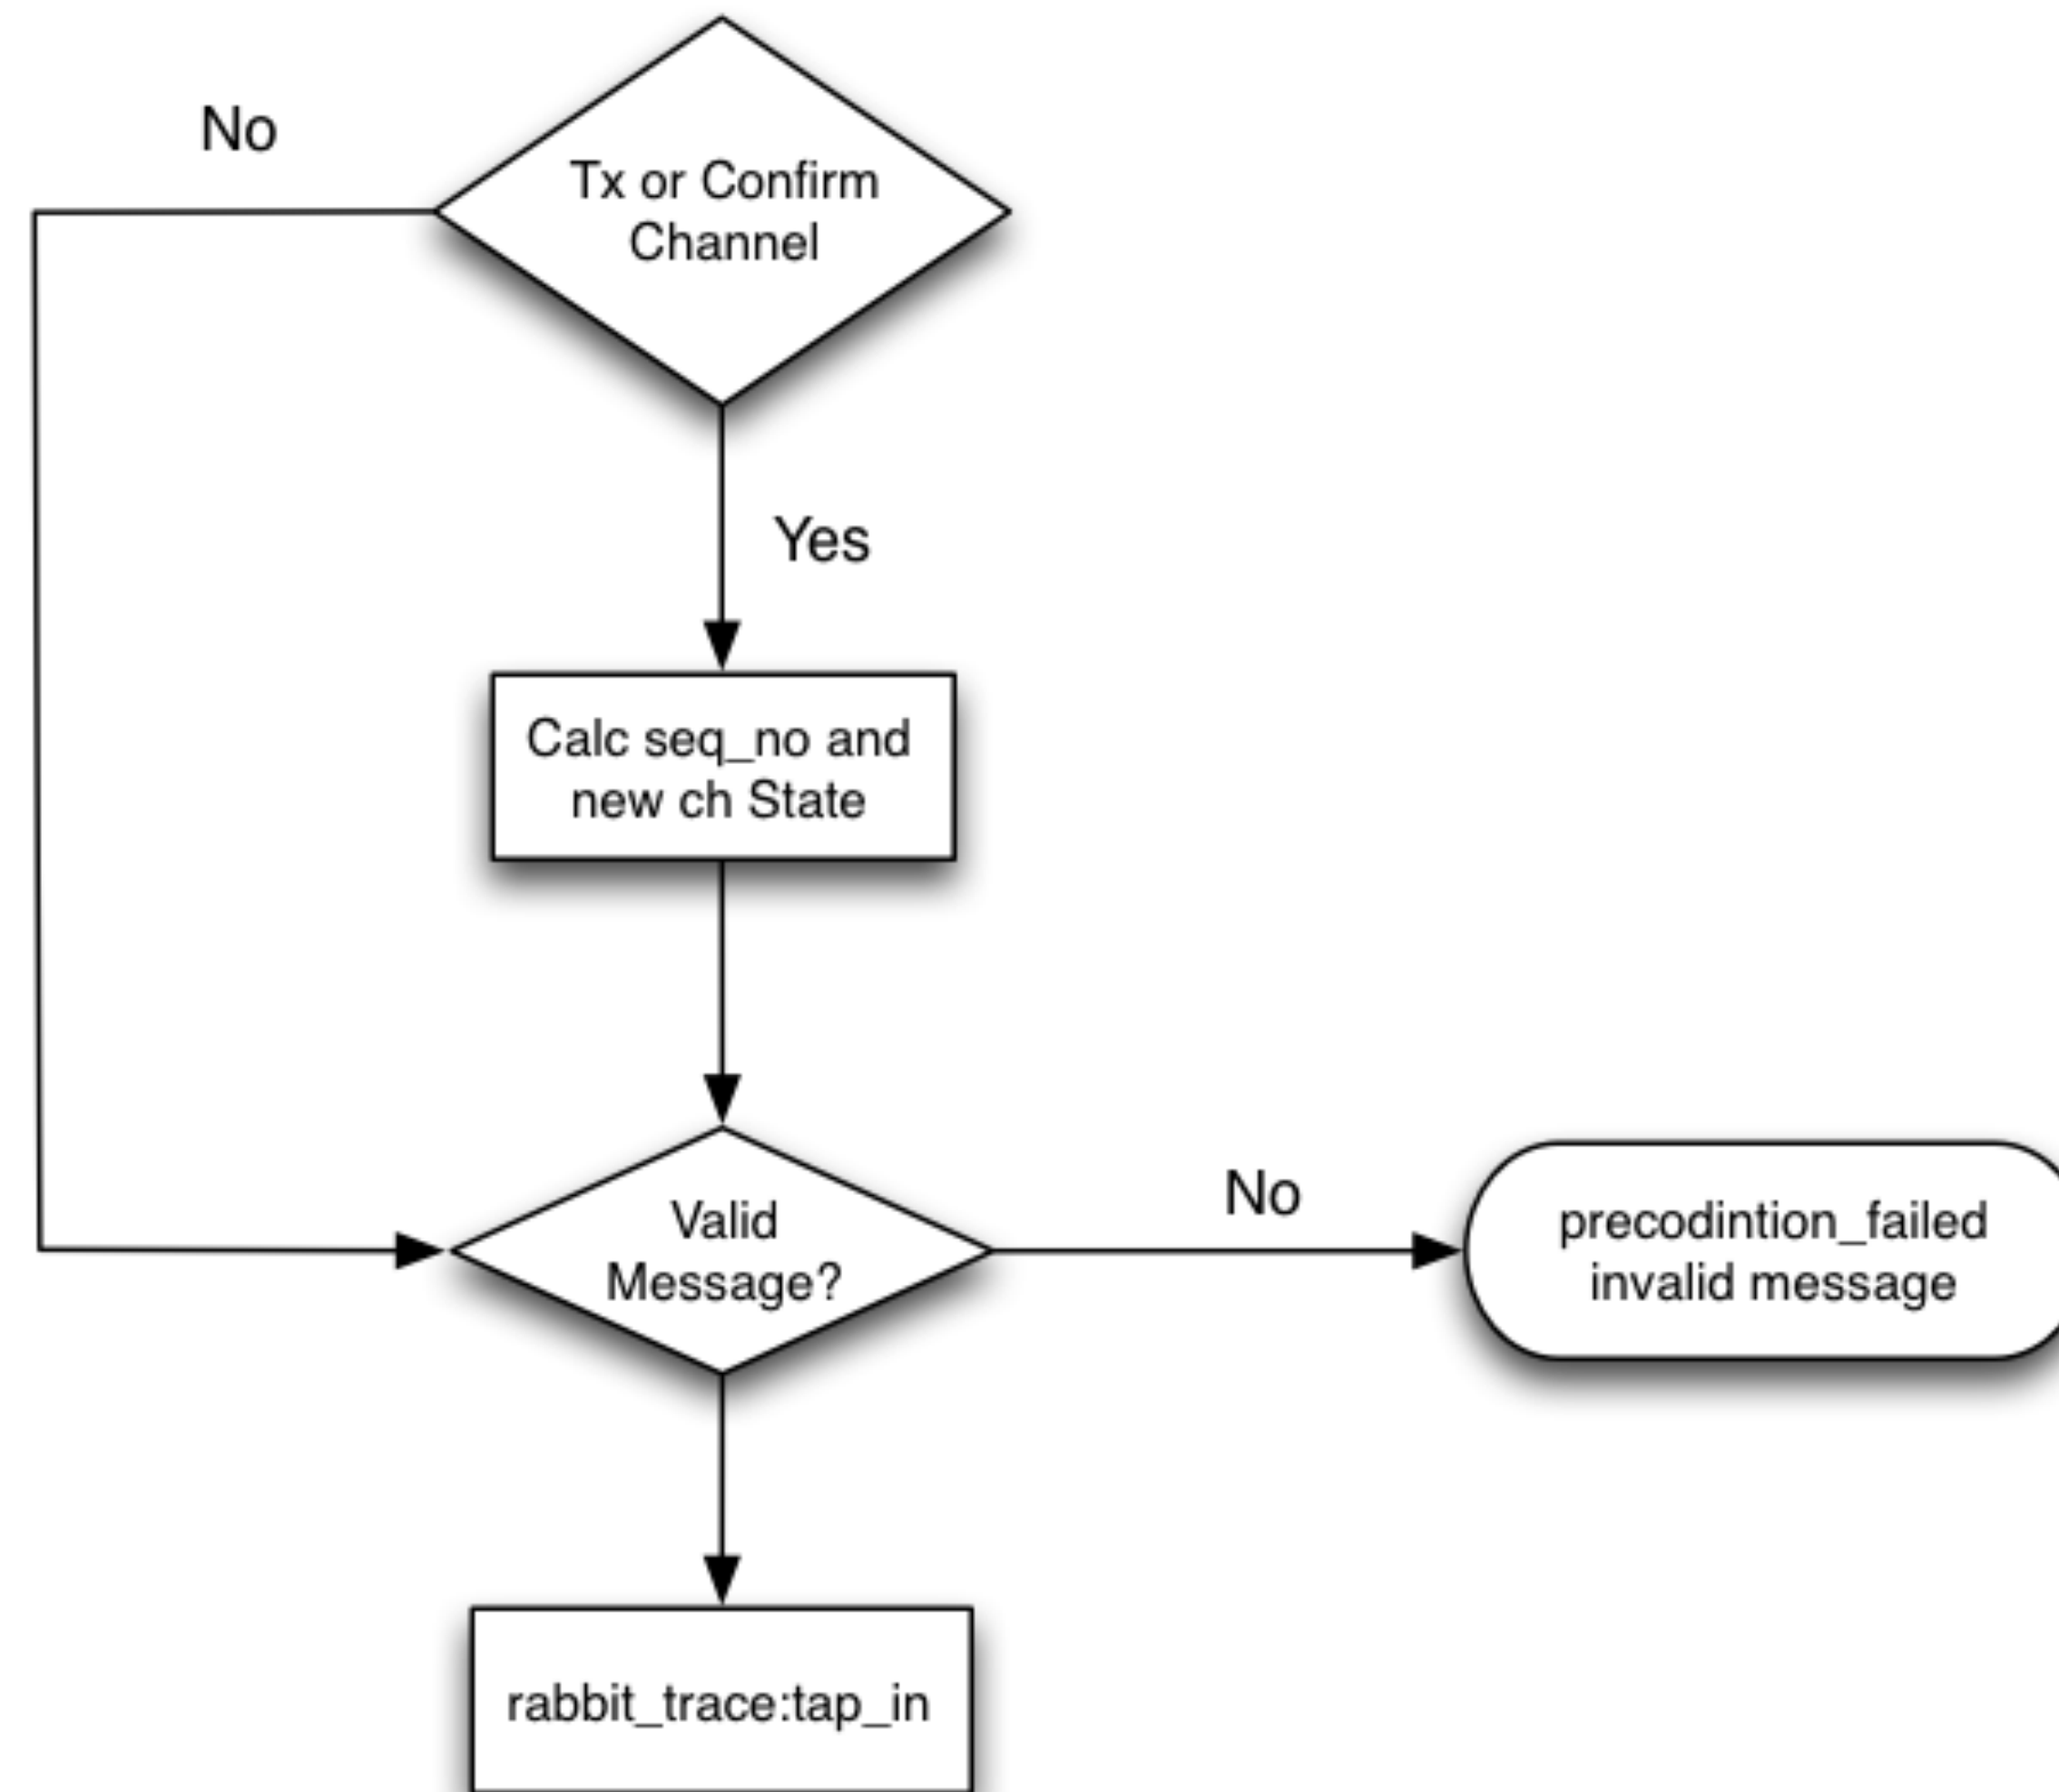 No
Tx or Confirm
Channel
Yes
Calc seq_no and
new ch State
Valid
Message?
No
precodintion_failed
invalid message
rabbit_trace:tap_in